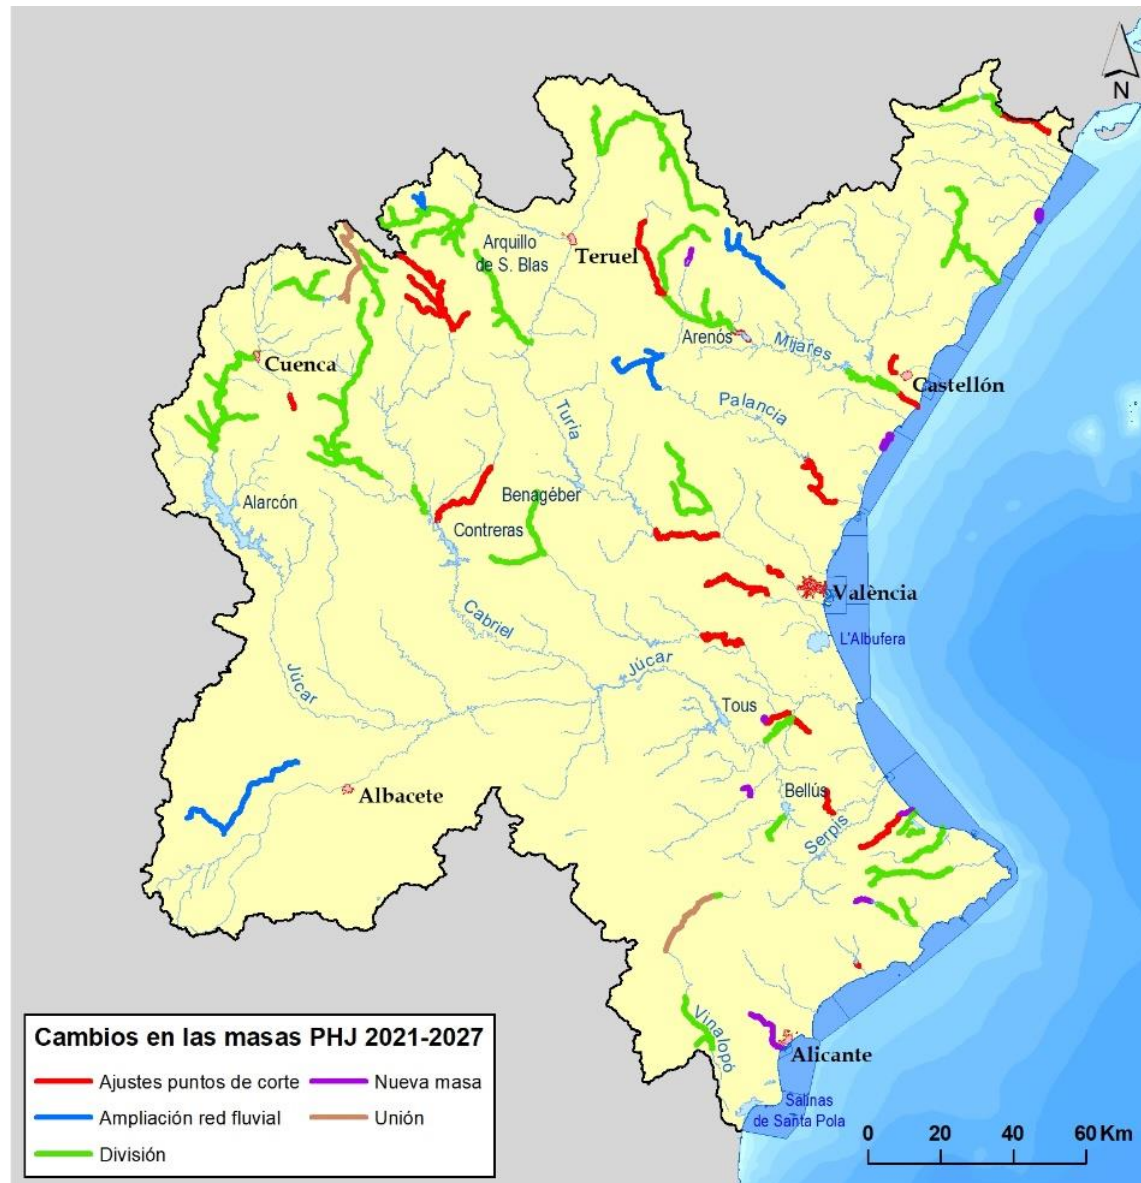 N
Arquillo
de S. Blas
Teruel
Arenós
Mijares
Cuenca
Castellón
Palancia
Turia
Alarcón
Benagéber
Contreras
València
Cabriel
L'Albufera
Júcar
Júcar
Tous
Albacete
Bellús
Serpis
Vinalopó
Alicante
Salinas
de Santa Pola
Cambios en las masas PHJ 2021-2027
Ajustes puntos de corte
Nueva masa
Ampliación red fluvial
Unión
División
0 20 40 60 Km